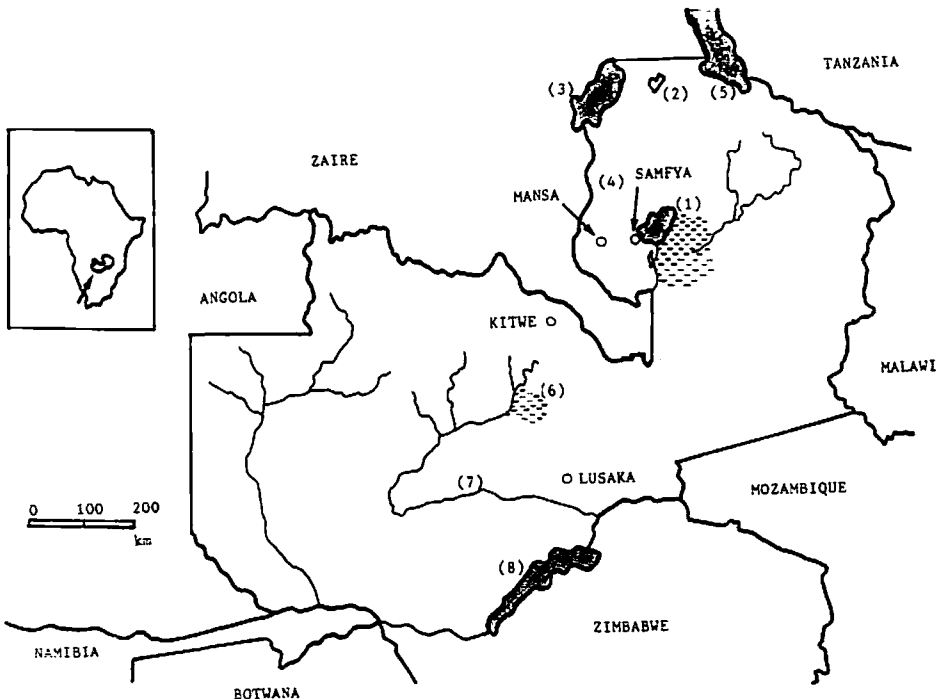 TANZANIA
(3)
(2)
(5)
ZAIRE
(4)
SAMFYA
MANSA
(1)
ANGOLA
KITWE
MALAWI
(6)
(7)
LUSAKA
MOZAMBIQUE
0 100 200
km
(8)
ZIMBABWE
NAMIBIA
BOTWANA